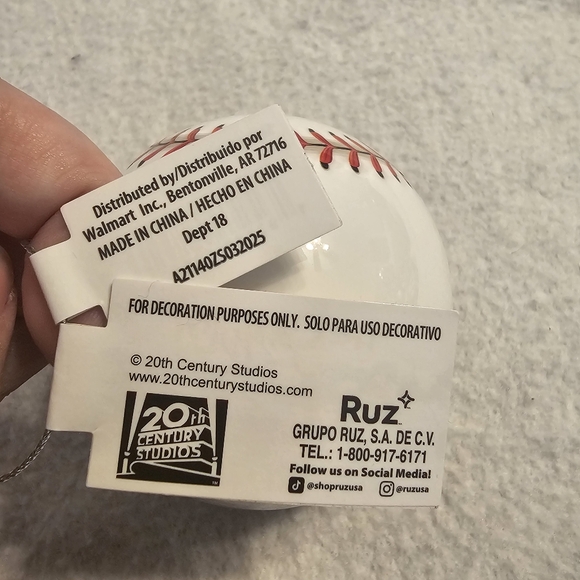 Distributed by/Distribuido por
Walmart Inc., Bentonville, AR 72716
MADE IN CHINA / HECHO EN CHINA
Dept 18
A21140ZS032025
FOR DECORATION PURPOSES ONLY. SOLO PARA USO DECORATIVO
© 20th Century Studios
www.20thcenturystudios.com
20th
CENTURY
STUDIOS
TM
Ruz
GRUPO RUZ, S.A. DE C.V.
TEL.: 1-800-917-6171
Follow us on Social Media!
@shopruzusa @ruzusa